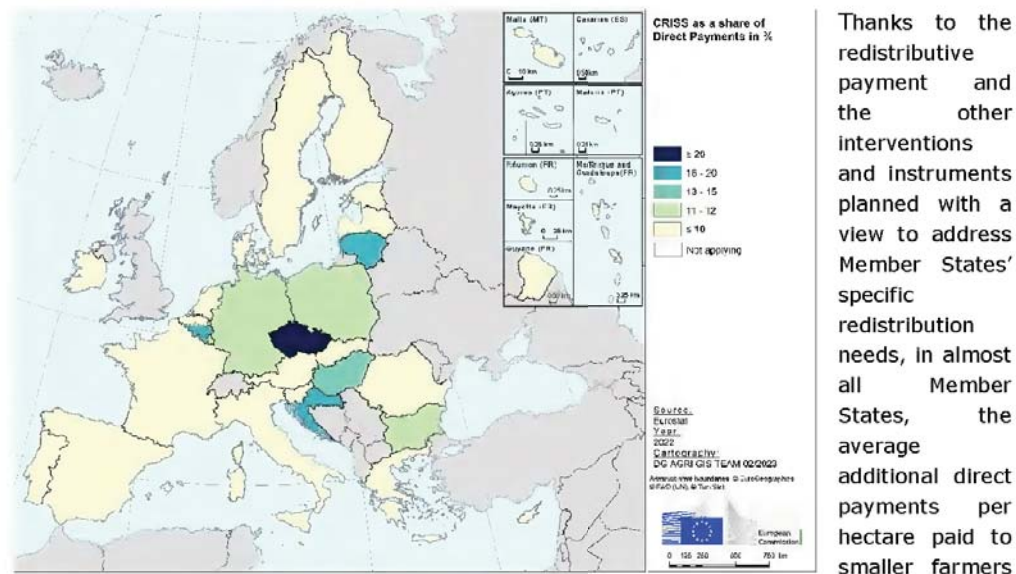 Malta (MT)
Canarias (ES)
CRISS as a share of
Direct Payments in %
Madeira (PT)
Réunion (FR)
Martinique and
Guadeloupe (FR)
Guyane (FR)
16 - 20
13 - 15
11 - 12
≤ 10
Not applying
Source:
Eurostat
Year:
2022
Cartography:
DG AGRI GIS TEAM 02/2023
European
Commission
Thanks to the
redistributive
payment and
the other
interventions
and instruments
planned with a
view to address
Member States'
specific
redistribution
needs, in almost
all Member
States, the
average
additional direct
payments per
hectare paid to
smaller farmers